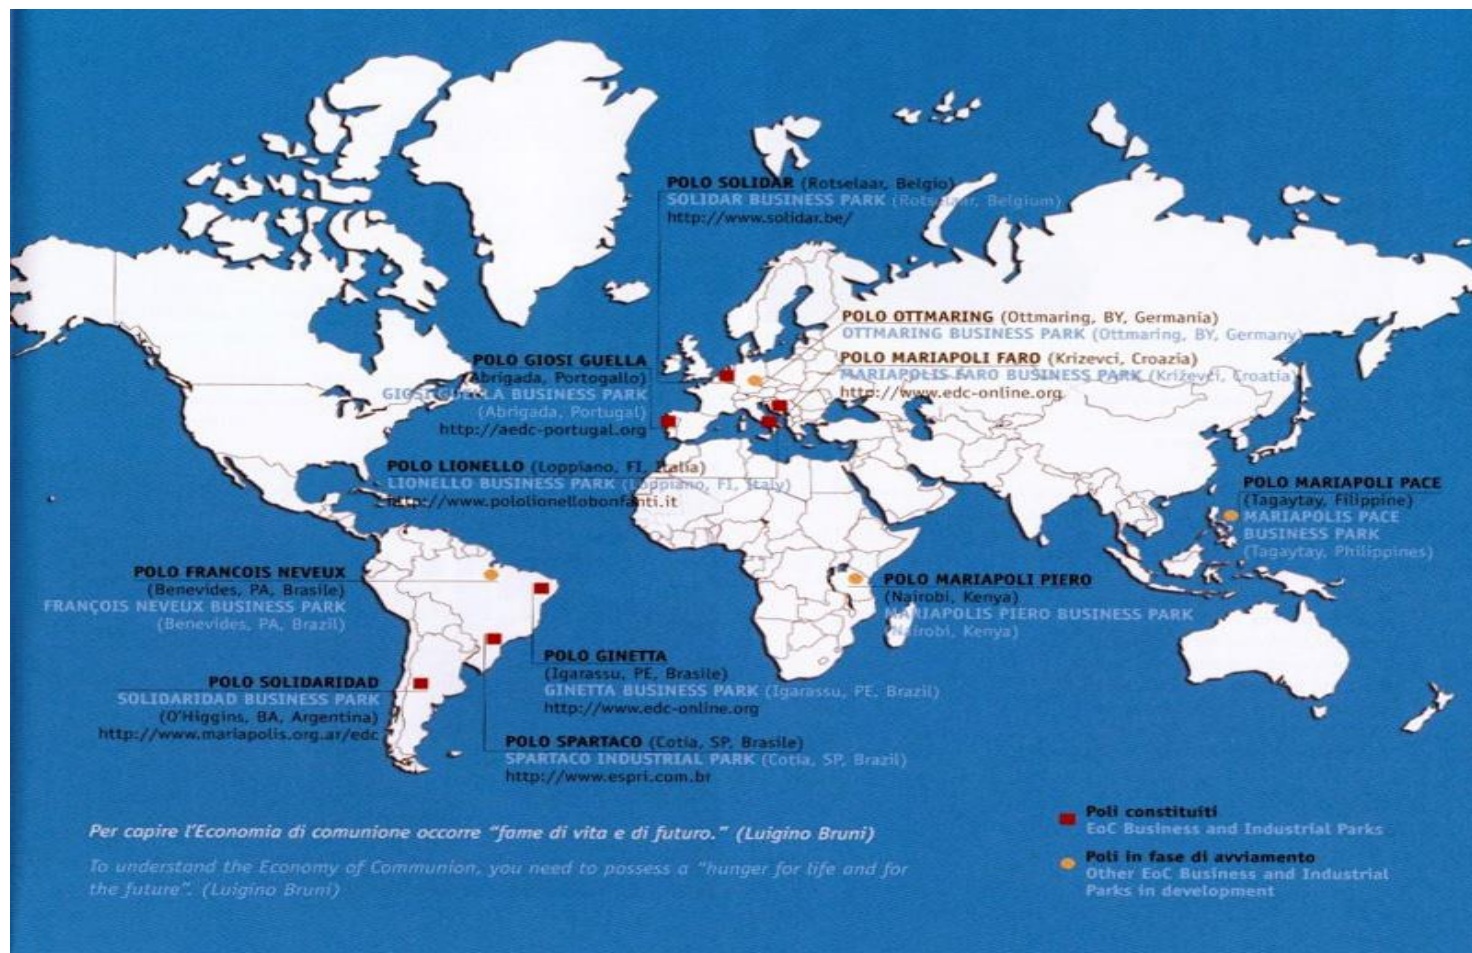 POLO SOLIDAR (Rotselaar, Belgio)
SOLIDAR BUSINESS PARK (Rotselaar, Belgium)
http://www.solidar.be/
POLO OTTMARING (Ottmaring, BY, Germania)
OTTMARING BUSINESS PARK (Ottmaring, BY, Germany)
POLO MARIAPOLI FARO (Krizevci, Croazia)
MARIAPOLIS FARO BUSINESS PARK (Križevci, Croatia)
http://www.edc-online.org
POLO GIOSI GUELLA
(Abrigada, Portogallo)
GIOSI GUELLA BUSINESS PARK
(Abrigada, Portugal)
http://aedc-portugal.org
POLO LIONELLO (Loppiano, FI, Italia)
LIONELLO BUSINESS PARK (Loppiano, FI, Italy)
http://www.pololionellobonfanti.it
POLO MARIAPOLI PACE
(Tagaytay, Filippine)
MARIAPOLIS PACE
BUSINESS PARK
(Tagaytay, Philippines)
POLO FRANCOIS NEVEUX
(Benevides, PA, Brasile)
FRANÇOIS NEVEUX BUSINESS PARK
(Benevides, PA, Brazil)
POLO MARIAPOLI PIERO
(Nairobi, Kenya)
MARIAPOLIS PIERO BUSINESS PARK
(Nairobi, Kenya)
POLO GINETTA
(Igarassu, PE, Brasile)
GINETTA BUSINESS PARK (Igarassu, PE, Brazil)
http://www.edc-online.org
POLO SOLIDARIDAD
SOLIDARIDAD BUSINESS PARK
(O'Higgins, BA, Argentina)
http://www.mariapolis.org.ar/edc
POLO SPARTACO (Cotia, SP, Brasile)
SPARTACO INDUSTRIAL PARK (Cotia, SP, Brazil)
http://www.espri.com.br
Per capire l'Economia di comunione occorre "fame di vita e di futuro." (Luigino Bruni)
To understand the Economy of Communion, you need to possess a "hunger for life and for
the future". (Luigino Bruni)
Poli constituiti
EoC Business and Industrial Parks
Poli in fase di avviamento
Other EoC Business and Industrial
Parks in development